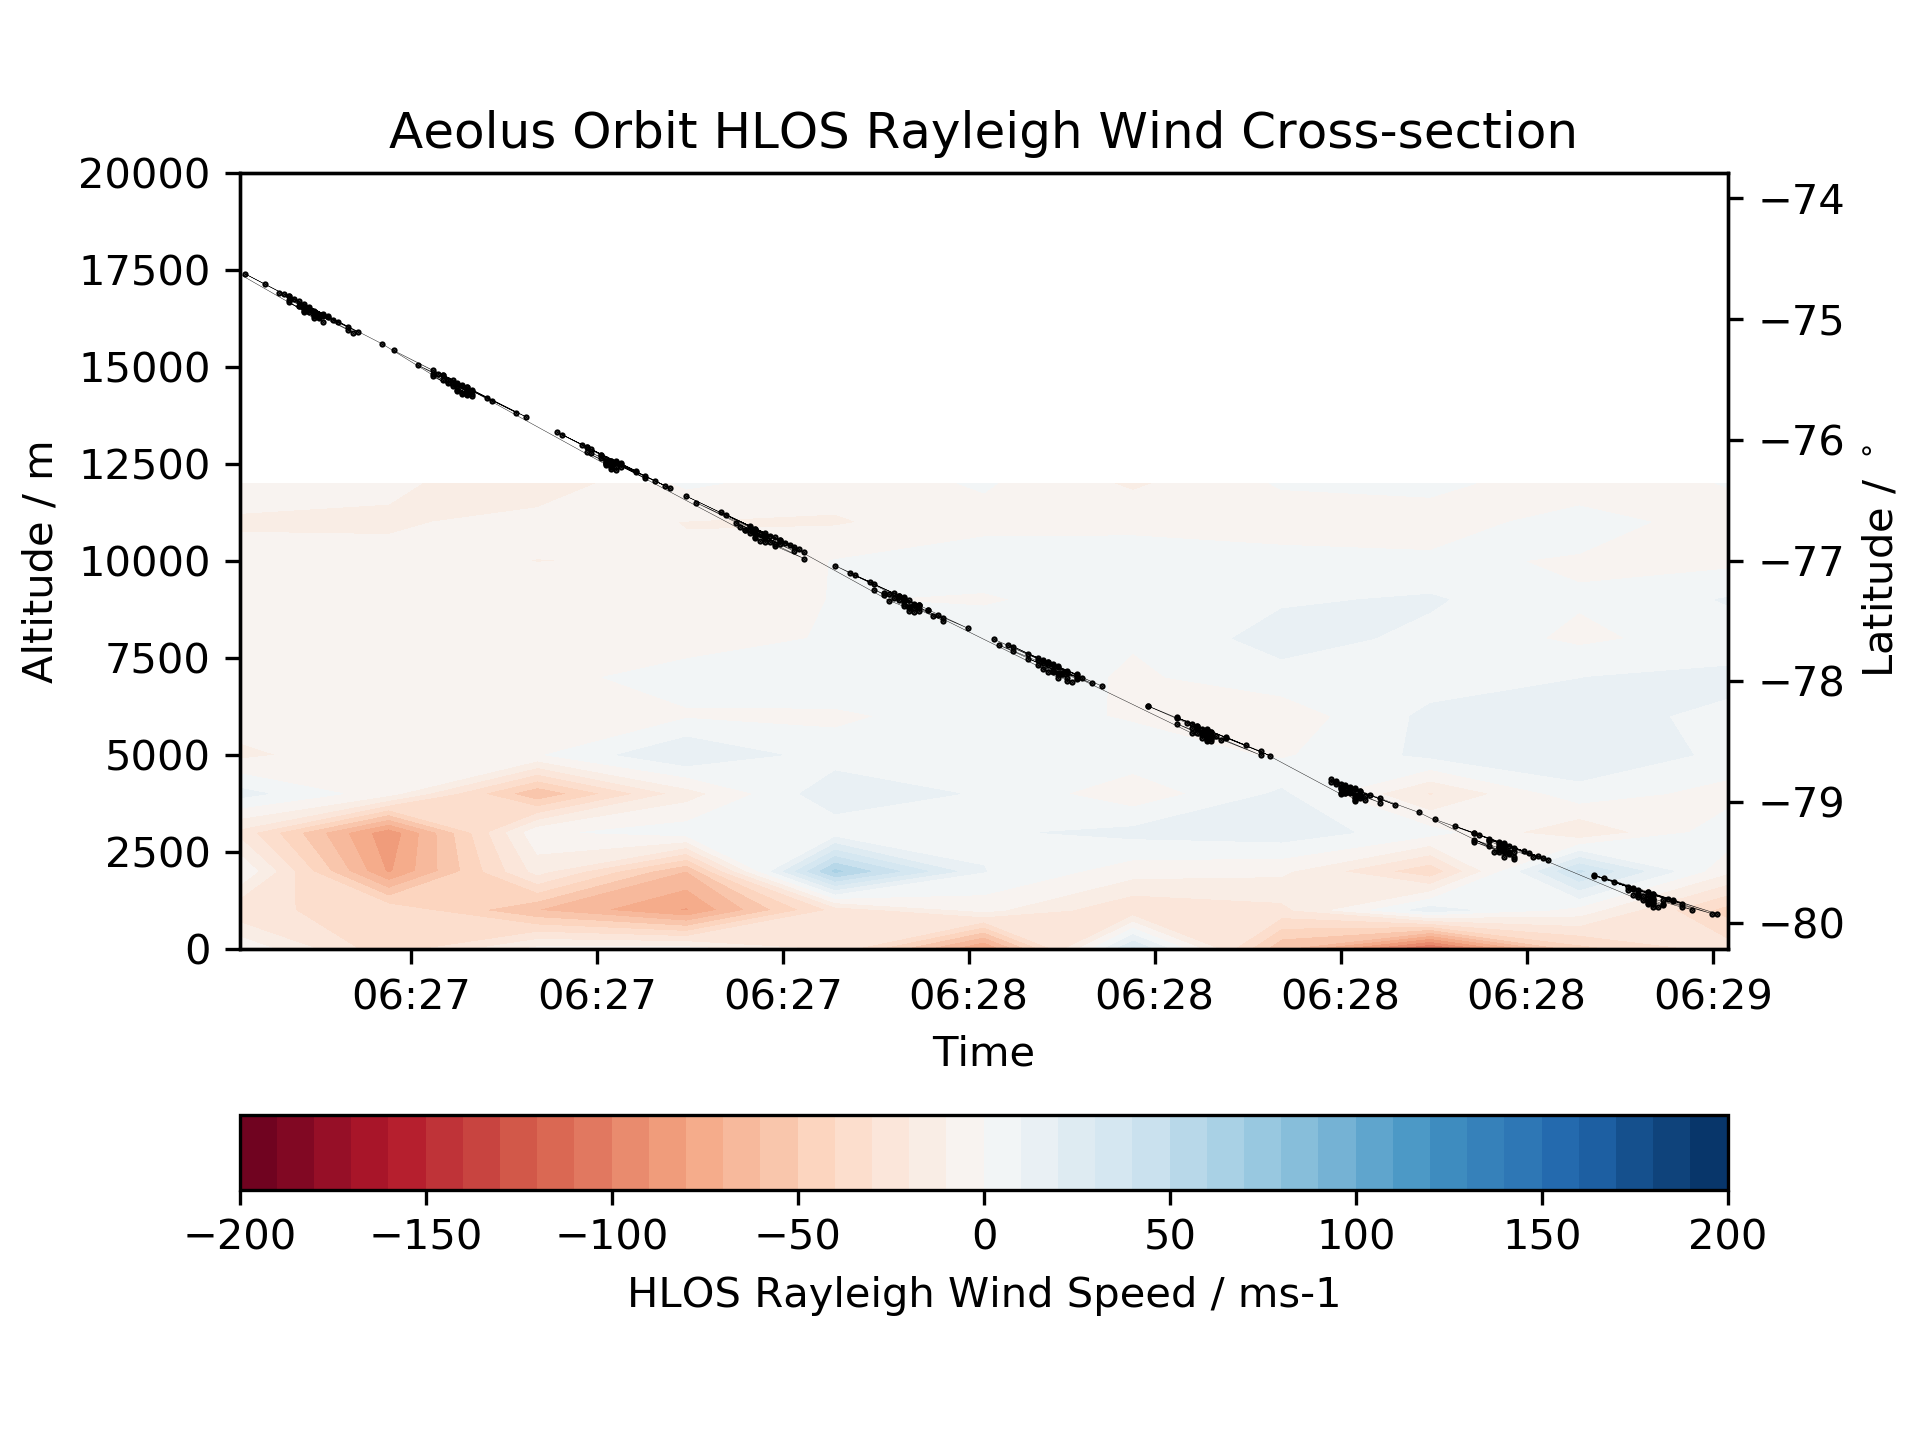 Aeolus Orbit HLOS Rayleigh Wind Cross-section
20000
17500
15000
12500
10000
7500
5000
2500
0
Altitude / m
−74
−75
−76
−77
−78
−79
−80
Latitude / °
06:27 06:27 06:27 06:28 06:28 06:28 06:28 06:29
Time
−200 −150 −100 −50 0 50 100 150 200
HLOS Rayleigh Wind Speed / ms-1